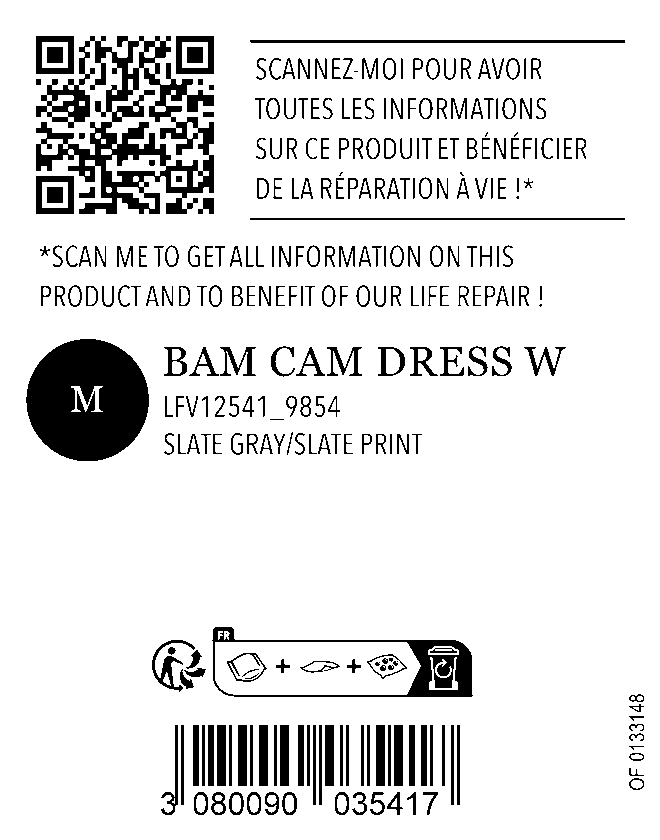 SCANNEZ-MOI POUR AVOIR
TOUTES LES INFORMATIONS
SUR CE PRODUIT ET BÉNÉFICIER
DE LA RÉPARATION À VIE !*
*SCAN ME TO GET ALL INFORMATION ON THIS
PRODUCT AND TO BENEFIT OF OUR LIFE REPAIR !
M
BAM CAM DRESS W
LFV12541_9854
SLATE GRAY/SLATE PRINT
FR
OF 0133148
3 080090 035417